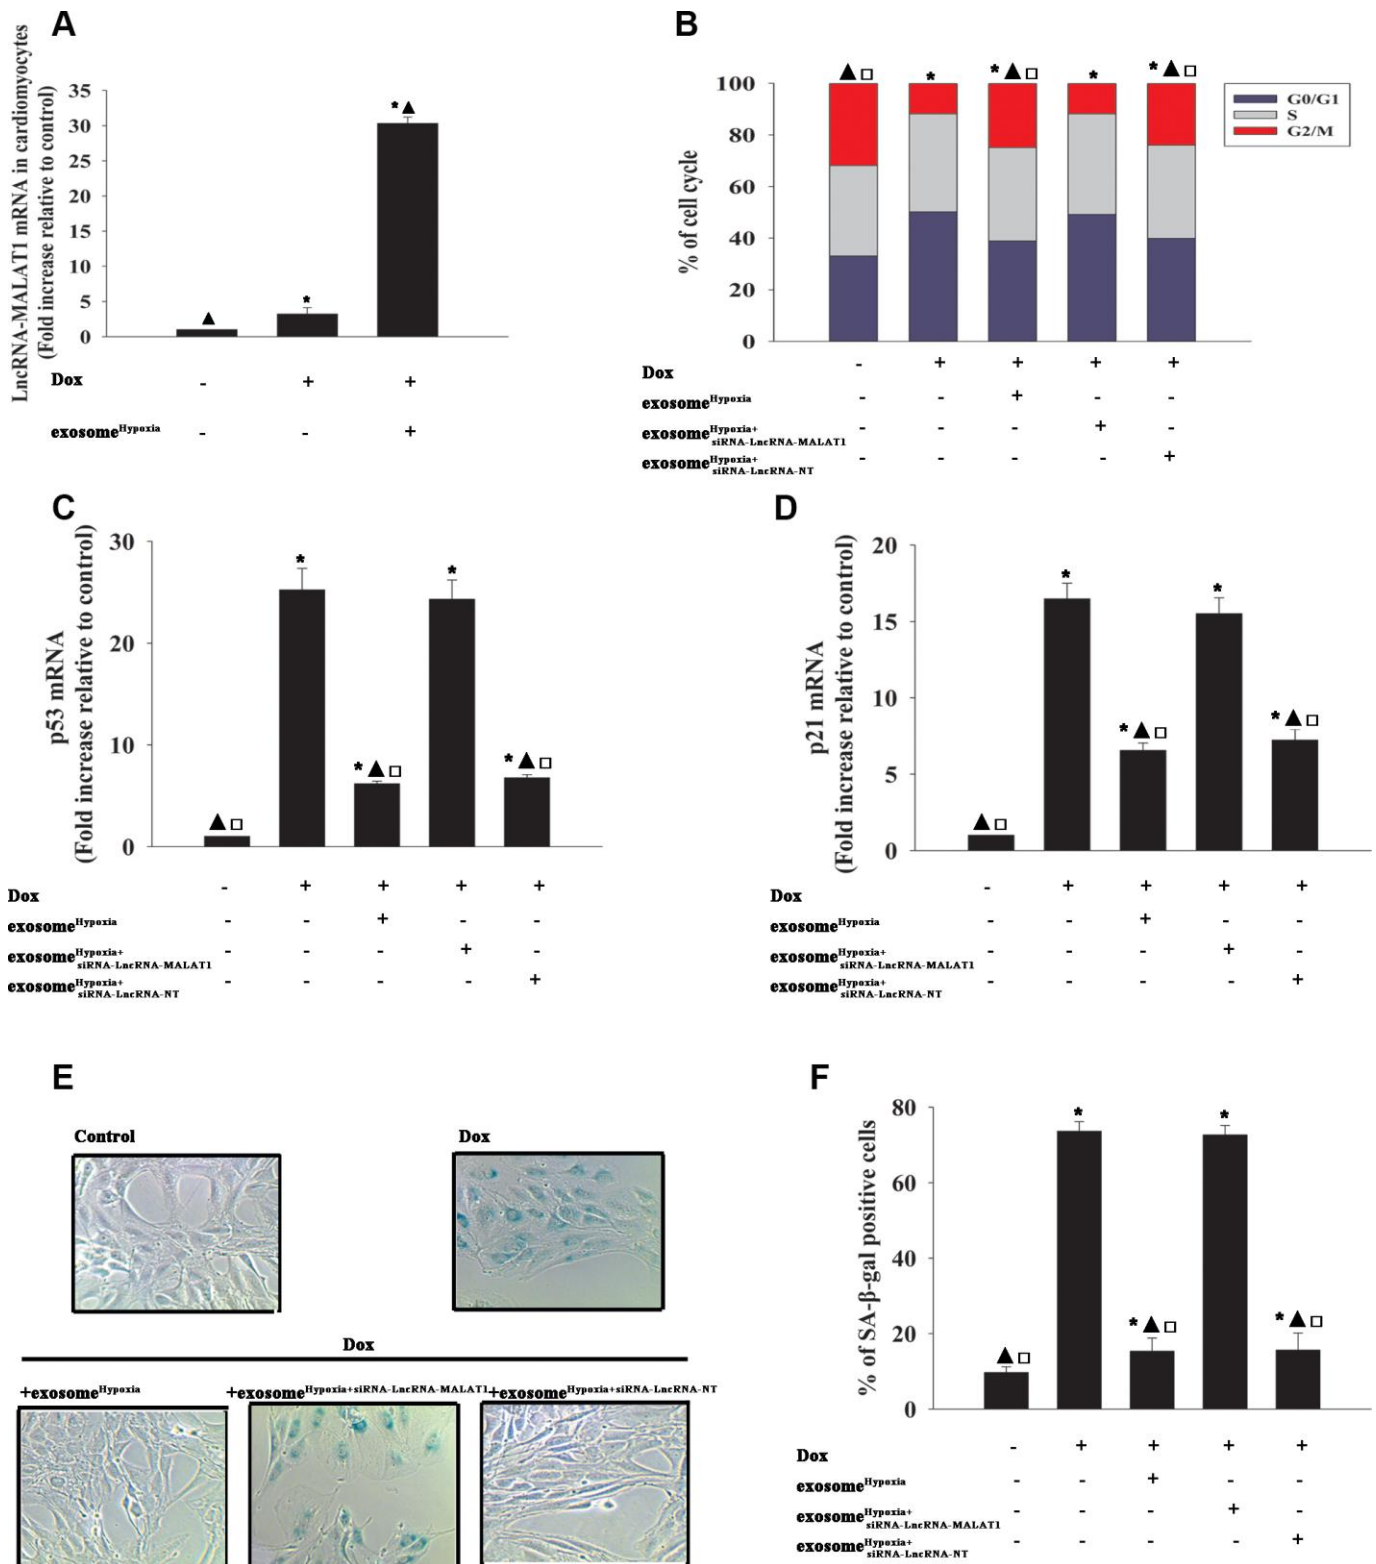 A
LncRNA-MALAT1 mRNA in cardiomyocytes
(Fold increase relative to control)
35
30
25
20
15
10
5
0
▲
*
* ▲
Dox - + +
exosomeHypoxia - - +
B
% of cell cycle
100
80
60
40
20
0
▲ □
*
* ▲ □
*
* ▲ □
G0/G1
S
G2/M
Dox - + + + +
exosomeHypoxia - - + - -
exosomeHypoxia+ siRNA-LncRNA-MALAT1 - - - + -
exosomeHypoxia+ siRNA-LncRNA-NT - - - - +
C
p53 mRNA
(Fold increase relative to control)
30
20
10
0
▲ □
*
* ▲ □
*
* ▲ □
Dox - + + + +
exosomeHypoxia - - + - -
exosomeHypoxia+ siRNA-LncRNA-MALAT1 - - - + -
exosomeHypoxia+ siRNA-LncRNA-NT - - - - +
D
p21 mRNA
(Fold increase relative to control)
20
15
10
5
0
▲ □
*
* ▲ □
*
* ▲ □
Dox - + + + +
exosomeHypoxia - - + - -
exosomeHypoxia+ siRNA-LncRNA-MALAT1 - - - + -
exosomeHypoxia+ siRNA-LncRNA-NT - - - - +
E
Control
Dox
Dox
+exosomeHypoxia
+exosomeHypoxia+siRNA-LncRNA-MALAT1
+exosomeHypoxia+siRNA-LncRNA-NT
F
% of SA-β-gal positive cells
80
60
40
20
0
▲ □
*
* ▲ □
*
* ▲ □
Dox - + + + +
exosomeHypoxia - - + - -
exosomeHypoxia+ siRNA-LncRNA-MALAT1 - - - + -
exosomeHypoxia+ siRNA-LncRNA-NT - - - - +